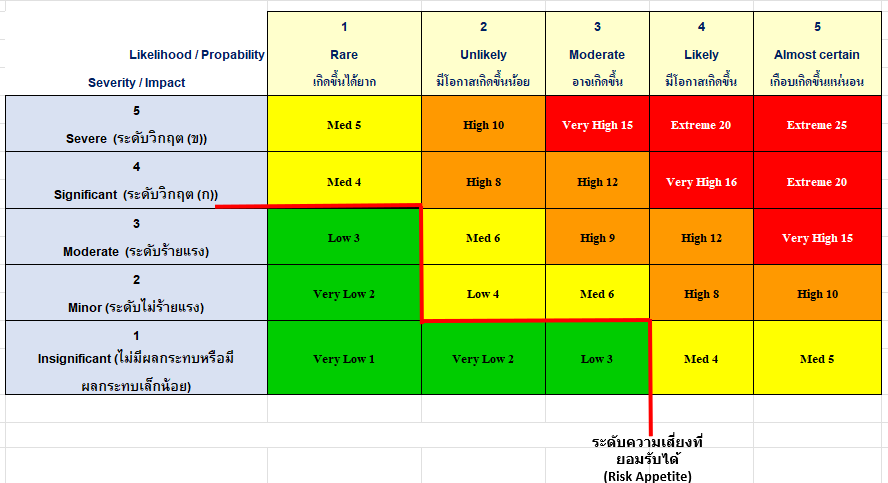 1
2
3
4
5
Likelihood / Propability
Rare
Unlikely
Moderate
Likely
Almost certain
Severity / Impact
เกิดขึ้นได้ยาก
มีโอกาสเกิดขึ้นน้อย
อาจเกิดขึ้น
มีโอกาสเกิดขึ้น
เกือบเกิดขึ้นแน่นอน
5
Severe (ระดับวิกฤต (ข))
Med 5
High 10
Very High 15
Extreme 20
Extreme 25
4
Significant (ระดับวิกฤต (ก))
Med 4
High 8
High 12
Very High 16
Extreme 20
3
Moderate (ระดับร้ายแรง)
Low 3
Med 6
High 9
High 12
Very High 15
2
Minor (ระดับไม่ร้ายแรง)
Very Low 2
Low 4
Med 6
High 8
High 10
1
Insignificant (ไม่มีผลกระทบหรือมี
ผลกระทบเล็กน้อย)
Very Low 1
Very Low 2
Low 3
Med 4
Med 5
ระดับความเสี่ยงที่
ยอมรับได้
(Risk Appetite)